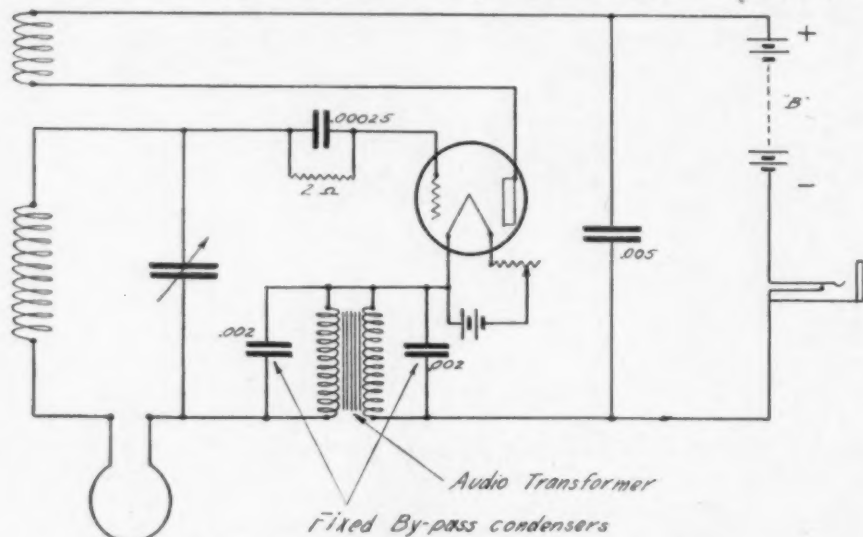 +
.00025
"B"
2 Ω
−
.005
.002
.002
Audio Transformer
Fixed By-pass condensers